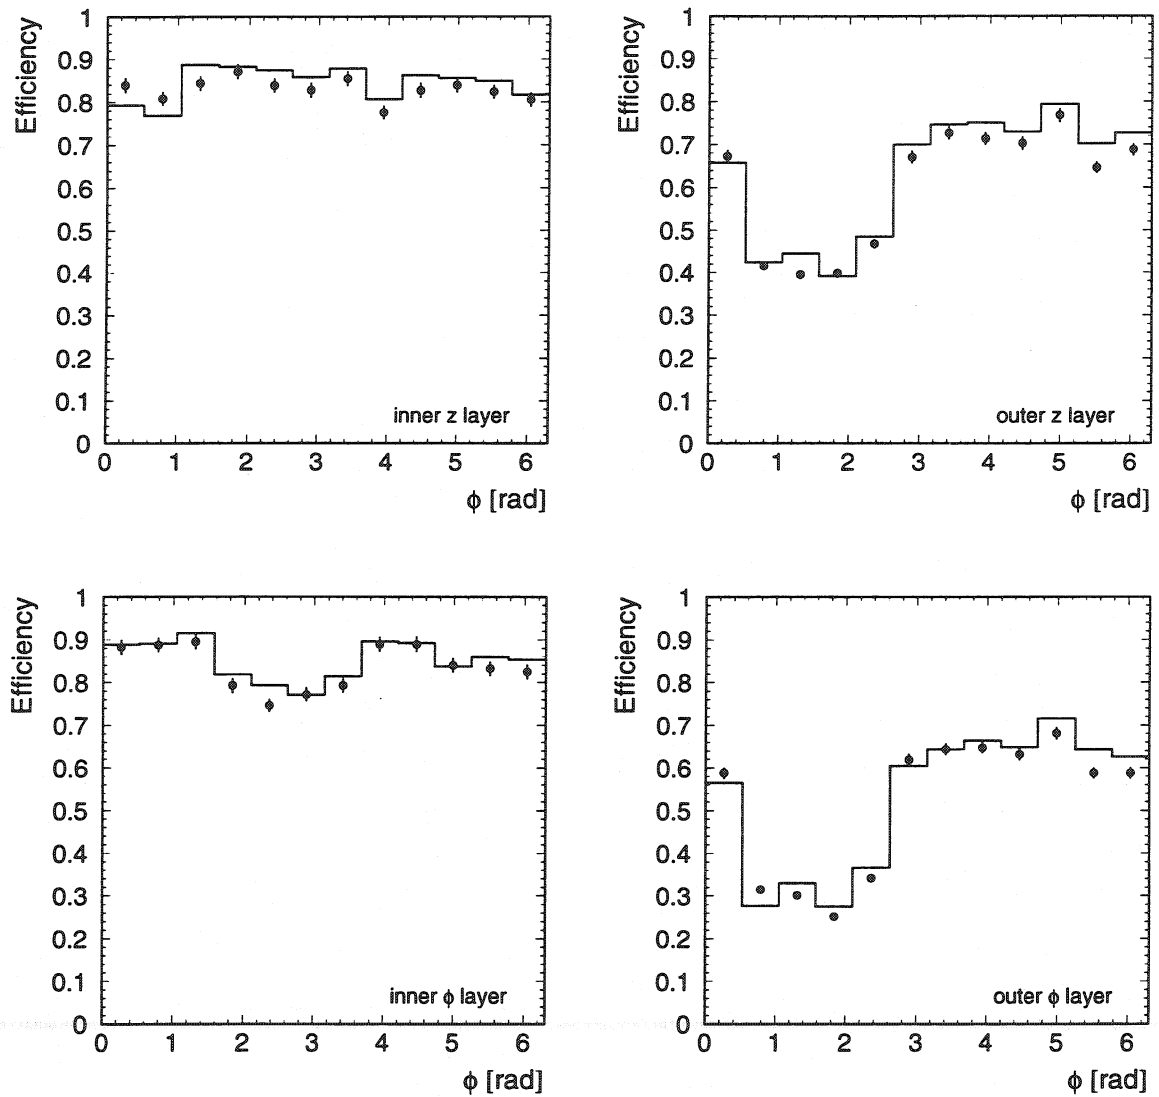 Efficiency
1
0.9
0.8
0.7
0.6
0.5
0.4
0.3
0.2
0.1
0
inner z layer
0 1 2 3 4 5 6
ϕ [rad]
Efficiency
1
0.9
0.8
0.7
0.6
0.5
0.4
0.3
0.2
0.1
0
outer z layer
0 1 2 3 4 5 6
ϕ [rad]
Efficiency
1
0.9
0.8
0.7
0.6
0.5
0.4
0.3
0.2
0.1
0
inner ϕ layer
0 1 2 3 4 5 6
ϕ [rad]
Efficiency
1
0.9
0.8
0.7
0.6
0.5
0.4
0.3
0.2
0.1
0
outer ϕ layer
0 1 2 3 4 5 6
ϕ [rad]